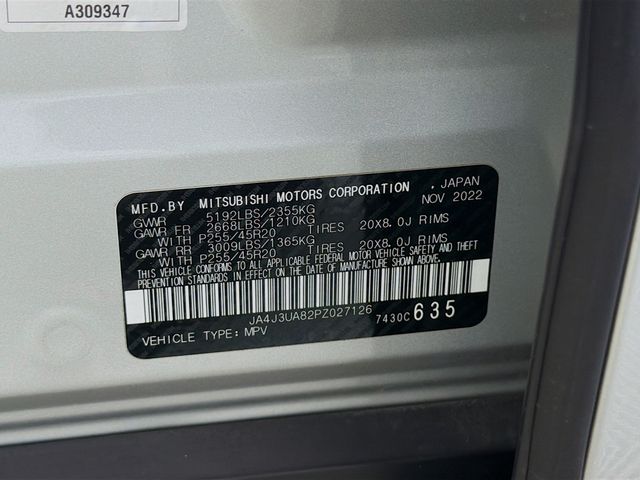 A309347
MFD.BY MITSUBISHI MOTORS CORPORATION . JAPAN
GVWR 5192LBS/2355KG NOV 2022
GAWR FR 2668LBS/1210KG
WITH P255/45R20 TIRES 20X8.0J RIMS
GAWR RR 3009LBS/1365KG
WITH P255/45R20 TIRES 20X8.0J RIMS
THIS VEHICLE CONFORMS TO ALL APPLICABLE FEDERAL MOTOR VEHICLE SAFETY AND THEFT
PREVENTION STANDARDS IN EFFECT ON THE DATE OF MANUFACTURE SHOWN ABOVE.
JA4J3UA82PZ027126 7430C 635
VEHICLE TYPE: MPV